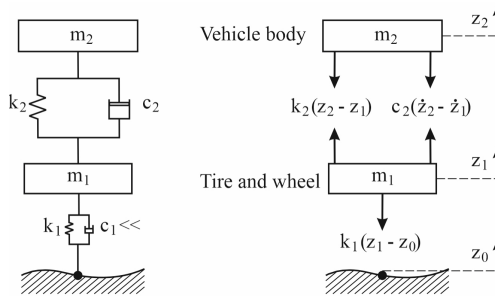 m₂
Vehicle body
m₂
z₂
k₂
c₂
k₂(z₂ - z₁)
c₂(ż₂ - ż₁)
m₁
Tire and wheel
m₁
z₁
k₁
c₁<<
k₁(z₁ - z₀)
z₀